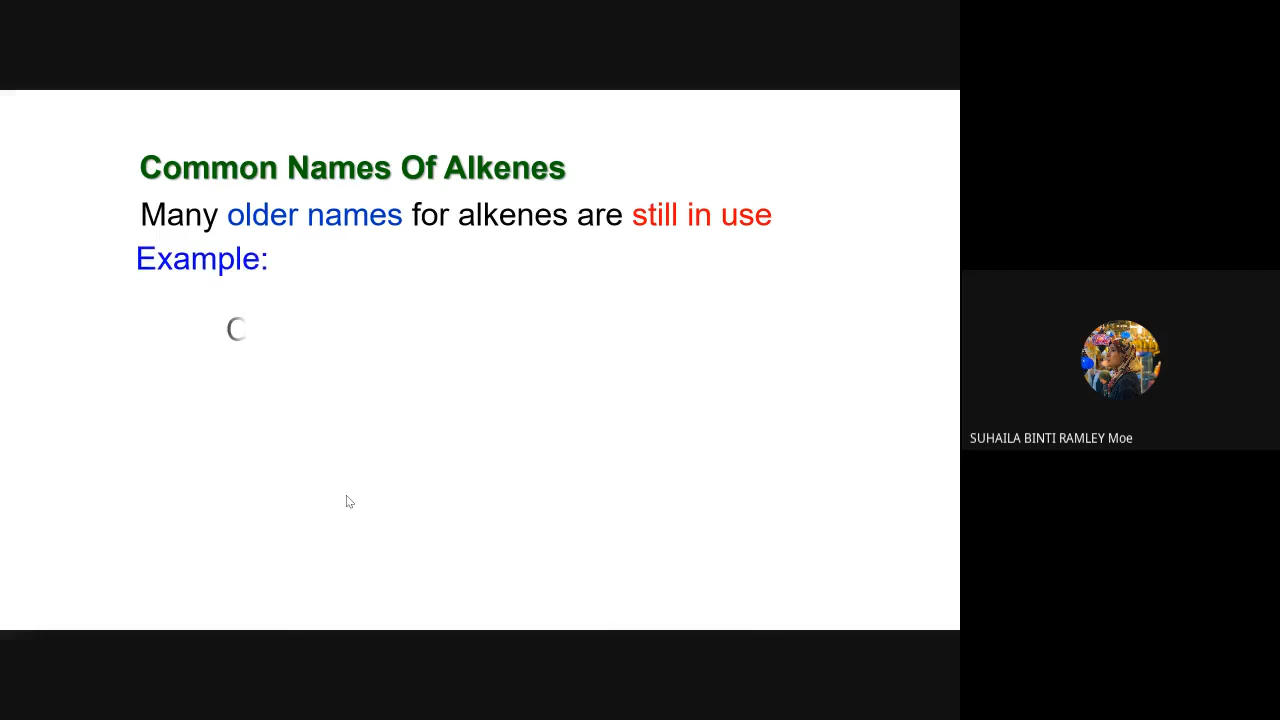 Common Names Of Alkenes
Many older names for alkenes are still in use
Example:
C
SUHAILA BINTI RAMLEY Moe